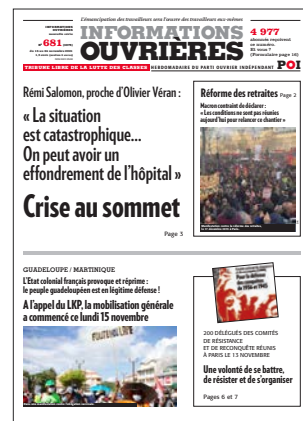 L'émancipation des travailleurs sera l'œuvre des travailleurs eux-mêmes
INFORMATIONS
OUVRIÈRES
N° 681
4 977
abonnés reçoivent
ce numéro.
Et vous ?
(Formulaire page 15)
TRIBUNE LIBRE DE LA LUTTE DES CLASSES
HEBDOMADAIRE DU PARTI OUVRIER INDÉPENDANT
POI
Rémi Salomon, proche d'Olivier Véran :
« La situation
est catastrophique...
On peut avoir un
effondrement de l'hôpital »
Crise au sommet
Page 3
Réforme des retraites Page 2
Macron contraint de déclarer :
« Les conditions ne sont pas réunies
aujourd'hui pour relancer ce chantier »
GUADELOUPE / MARTINIQUE
L'Etat colonial français provoque et réprime :
le peuple guadeloupéen est en légitime défense !
A l'appel du LKP, la mobilisation générale
a commencé ce lundi 15 novembre
200 DÉLÉGUÉS DES COMITÉS
DE RÉSISTANCE
ET DE RECONQUÊTE RÉUNIS
À PARIS LE 13 NOVEMBRE
Une volonté de se battre,
de résister et de s'organiser
Pages 6 et 7